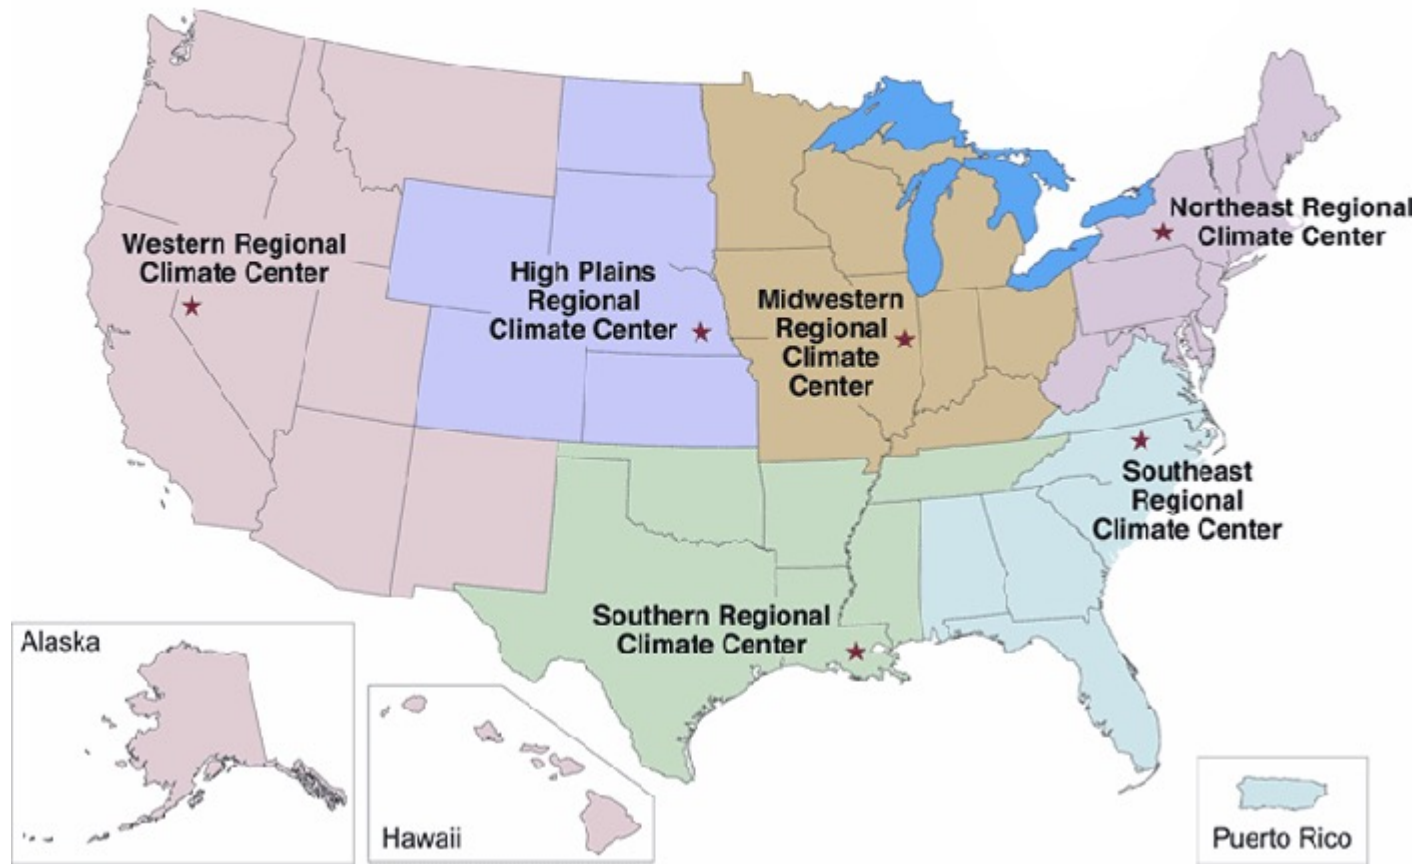 Western Regional
Climate Center
High Plains
Regional
Climate Center
Midwestern
Regional
Climate
Center
Northeast Regional
Climate Center
Southeast
Regional
Climate Center
Southern Regional
Climate Center
Alaska
Hawaii
Puerto Rico